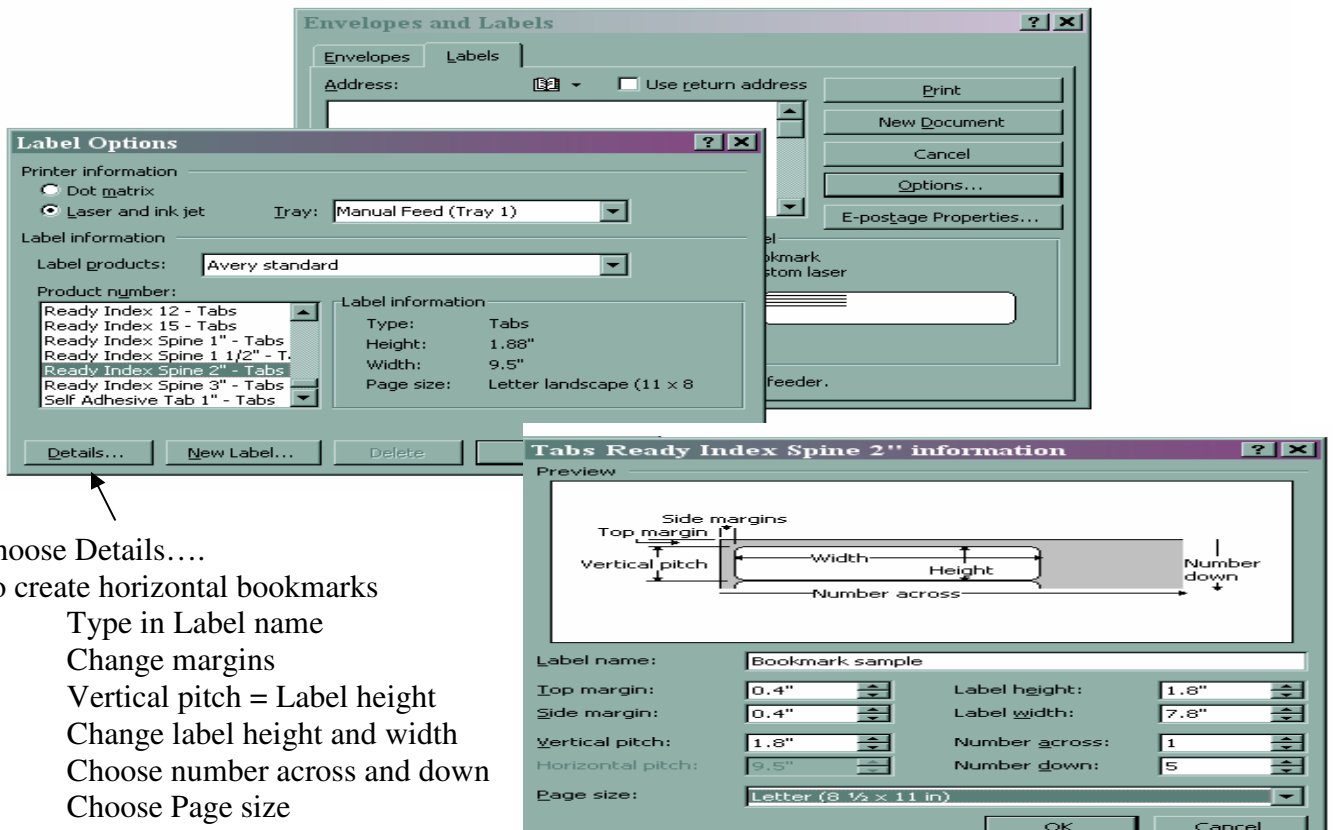 Envelopes and Labels
Envelopes Labels
Address: Use return address
Print
New Document
Cancel
Options...
E-postage Properties...
feeder.
Label Options
Printer information
Dot matrix
Laser and ink jet Tray: Manual Feed (Tray 1)
Label information
Label products: Avery standard
Product number:
Ready Index 12 - Tabs
Ready Index 15 - Tabs
Ready Index Spine 1" - Tabs
Ready Index Spine 1 1/2" - T
Ready Index Spine 2" - Tabs
Ready Index Spine 3" - Tabs
Self Adhesive Tab 1" - Tabs
Label information
Type: Tabs
Height: 1.88"
Width: 9.5"
Page size: Letter landscape (11 x 8
Details... New Label... Delete
hoose Details….
o create horizontal bookmarks
Type in Label name
Change margins
Vertical pitch = Label height
Change label height and width
Choose number across and down
Choose Page size
Tabs Ready Index Spine 2" information
Preview
Side margins
Top margin
Vertical pitch
Width
Height
Number across
Number
down
Label name: Bookmark sample
Top margin: 0.4" Label height: 1.8"
Side margin: 0.4" Label width: 7.8"
Vertical pitch: 1.8" Number across: 1
Horizontal pitch: 9.5" Number down: 5
Page size: Letter (8 ½ x 11 in)
OK Cancel